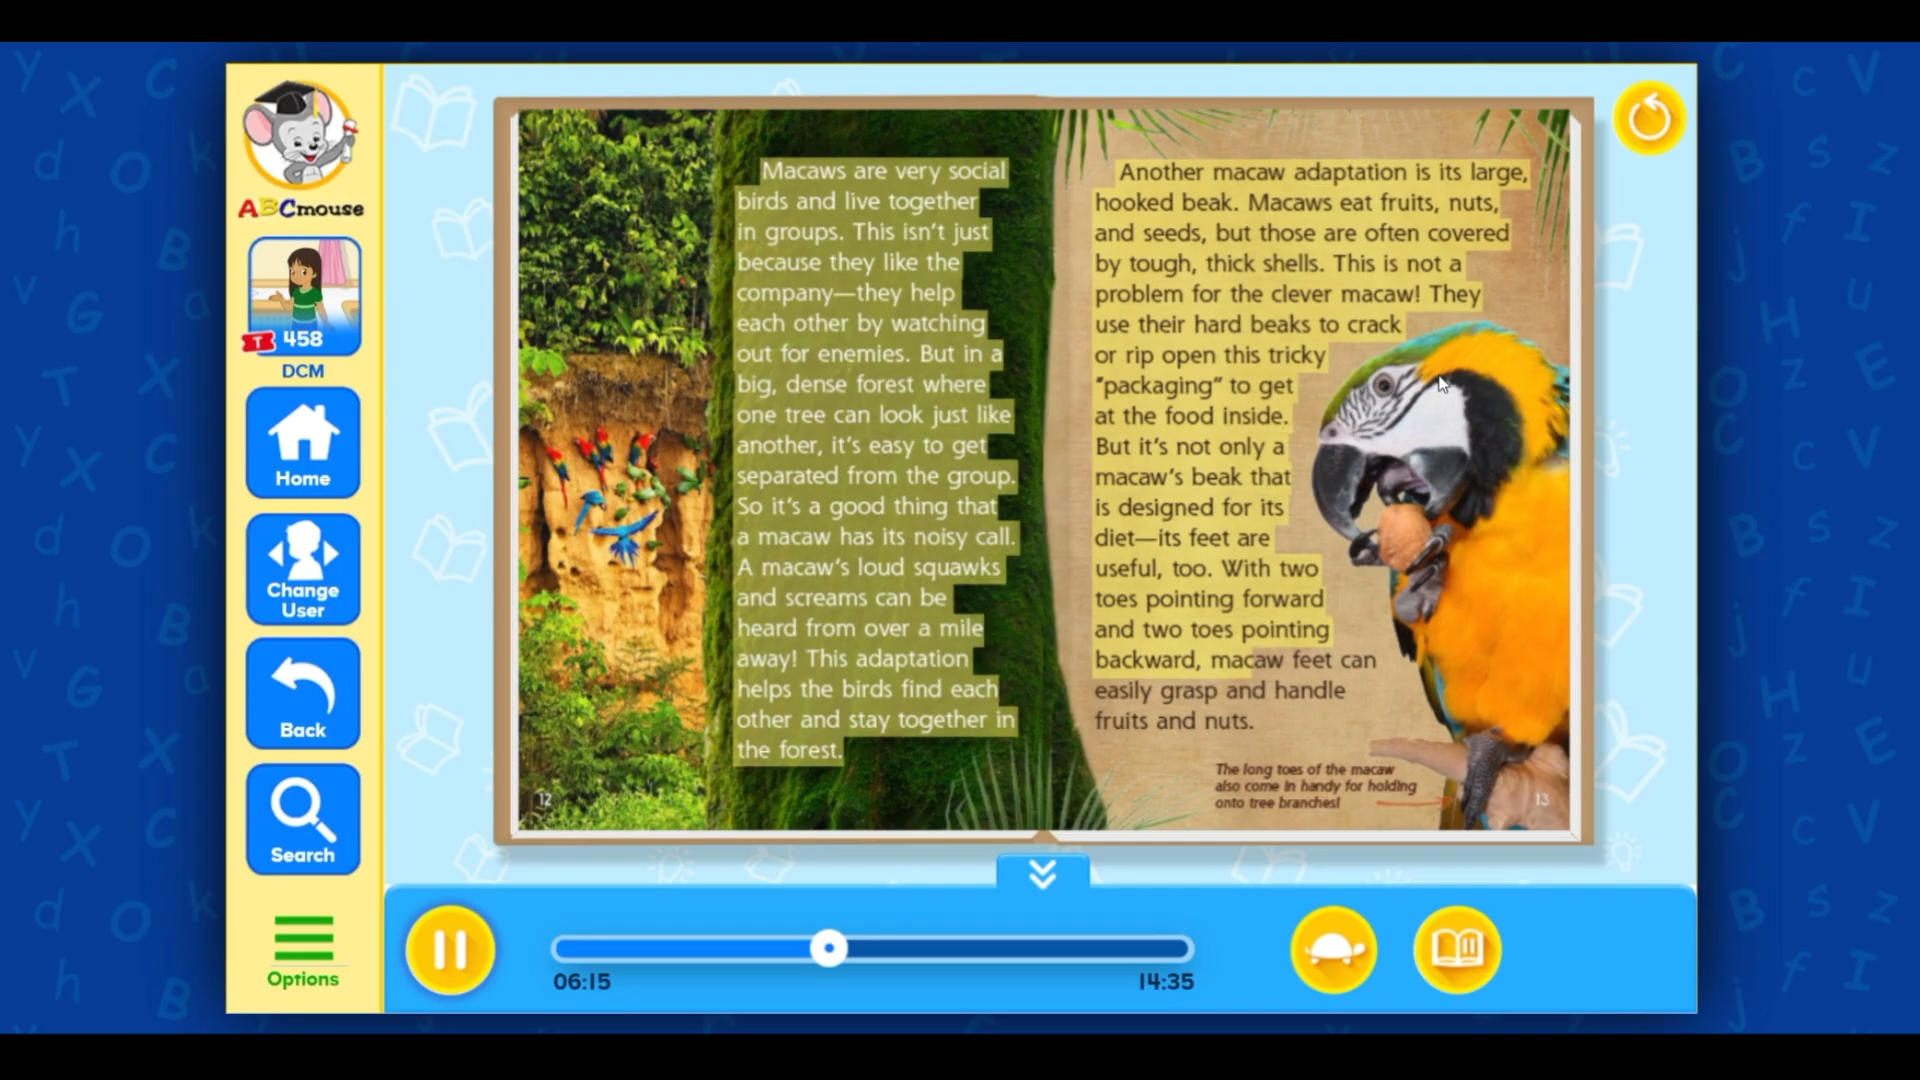 ABCmouse
T 458
DCM
Home
Change
User
Back
Search
Options
Macaws are very social
birds and live together
in groups. This isn't just
because they like the
company—they help
each other by watching
out for enemies. But in a
big, dense forest where
one tree can look just like
another, it's easy to get
separated from the group.
So it's a good thing that
a macaw has its noisy call.
A macaw's loud squawks
and screams can be
heard from over a mile
away! This adaptation
helps the birds find each
other and stay together in
the forest.
12
Another macaw adaptation is its large,
hooked beak. Macaws eat fruits, nuts,
and seeds, but those are often covered
by tough, thick shells. This is not a
problem for the clever macaw! They
use their hard beaks to crack
or rip open this tricky
“packaging” to get
at the food inside.
But it's not only a
macaw's beak that
is designed for its
diet—its feet are
useful, too. With two
toes pointing forward
and two toes pointing
backward, macaw feet can
easily grasp and handle
fruits and nuts.
The long toes of the macaw
also come in handy for holding
onto tree branches!
13
06:15
14:35